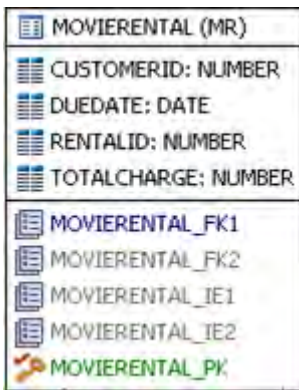 MOVIERENTAL (MR)
CUSTOMERID: NUMBER
DUEDATE: DATE
RENTALID: NUMBER
TOTALCHARGE: NUMBER
MOVIERENTAL_FK1
MOVIERENTAL_FK2
MOVIERENTAL_IE1
MOVIERENTAL_IE2
MOVIERENTAL_PK